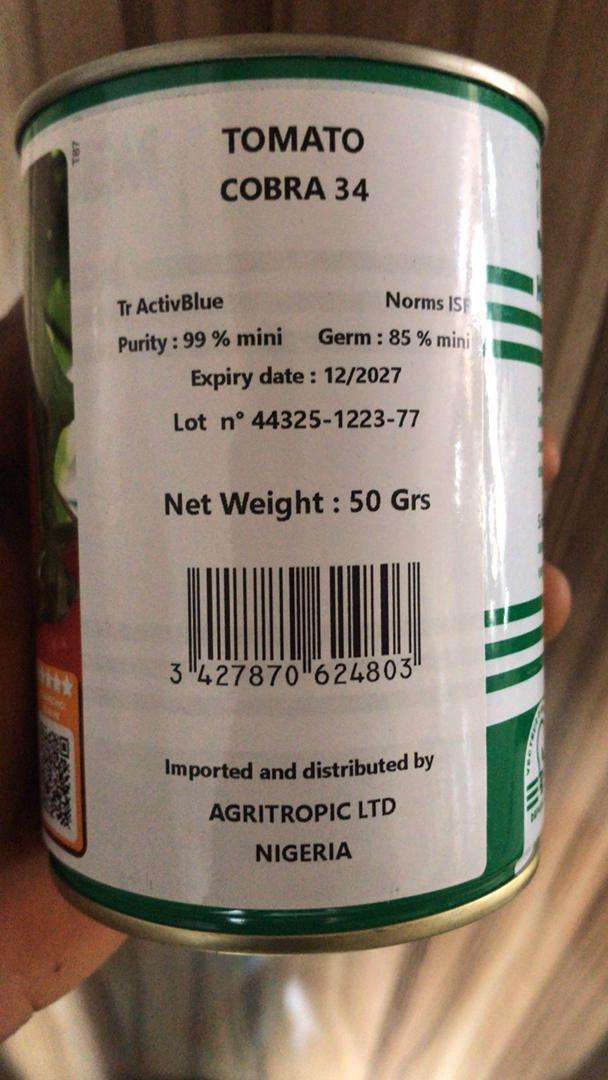 TOMATO
COBRA 34
Tr ActivBlue Norms
Purity : 99 % mini Germ : 85 % mini
Expiry date : 12/2027
Lot n° 44325-1223-77
Net Weight : 50 Grs
3 427870 624803
Imported and distributed by
AGRITROPIC LTD
NIGERIA